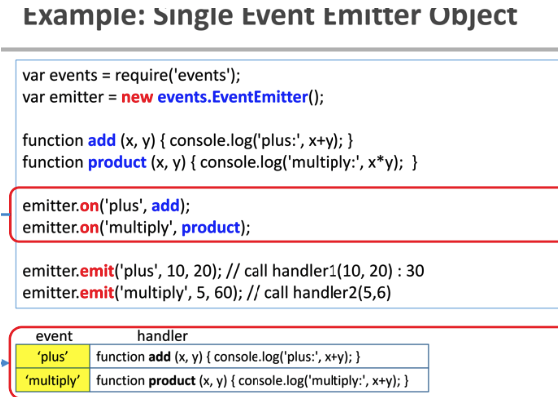 Example: Single Event Emitter Object
var events = require('events');
var emitter = new events.EventEmitter();
function add (x, y) { console.log('plus:', x+y); }
function product (x, y) { console.log('multiply:', x*y);  }
emitter.on('plus', add);
emitter.on('multiply', product);
emitter.emit('plus', 10, 20); // call handler1(10, 20) : 30
emitter.emit('multiply', 5, 60); // call handler2(5,6)
event handler
‘plus’ function add (x, y) { console.log('plus:', x+y); }
‘multiply’ function product (x, y) { console.log('multiply:', x+y); }